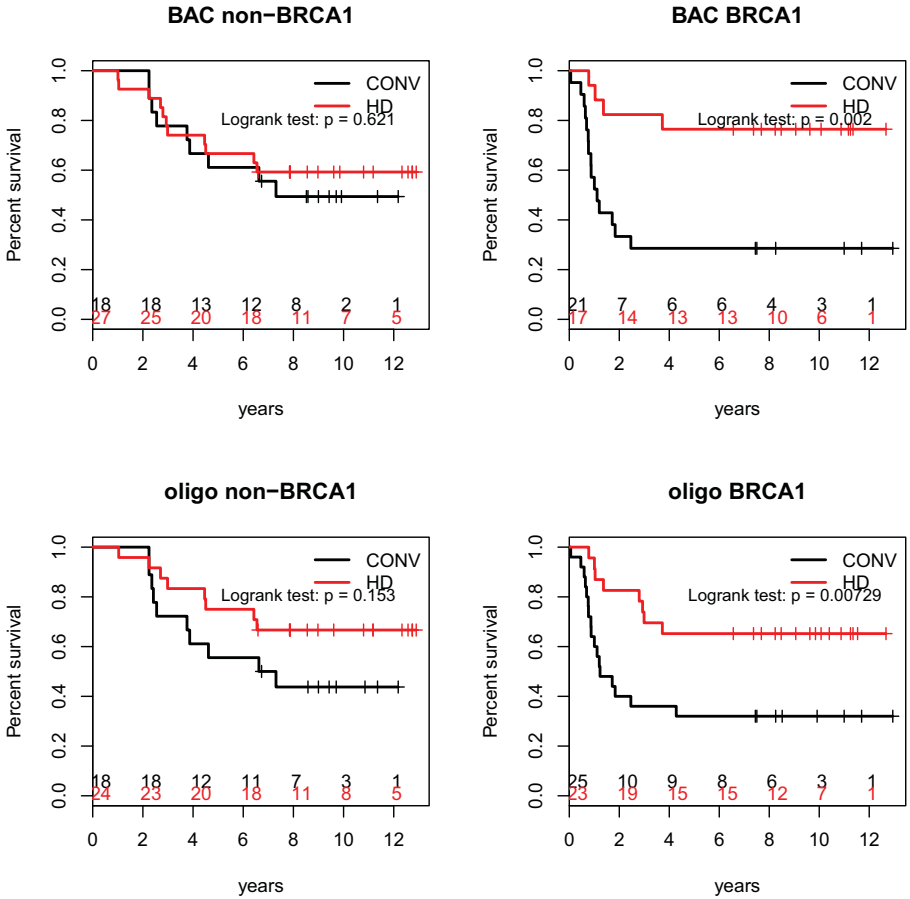 BAC non−BRCA1
CONV
HD
Logrank test: p = 0.621
Percent survival
0.0 0.2 0.4 0.6 0.8 1.0
18 18 13 12 8 2 1
27 25 20 18 11 7 5
0 2 4 6 8 10 12
years
BAC BRCA1
CONV
HD
Logrank test: p = 0.002
Percent survival
0.0 0.2 0.4 0.6 0.8 1.0
21 7 6 6 4 3 1
17 14 13 13 10 6 1
0 2 4 6 8 10 12
years
oligo non−BRCA1
CONV
HD
Logrank test: p = 0.153
Percent survival
0.0 0.2 0.4 0.6 0.8 1.0
18 18 12 11 7 3 1
24 23 20 18 11 8 5
0 2 4 6 8 10 12
years
oligo BRCA1
CONV
HD
Logrank test: p = 0.00729
Percent survival
0.0 0.2 0.4 0.6 0.8 1.0
25 10 9 8 6 3 1
23 19 15 15 12 7 1
0 2 4 6 8 10 12
years